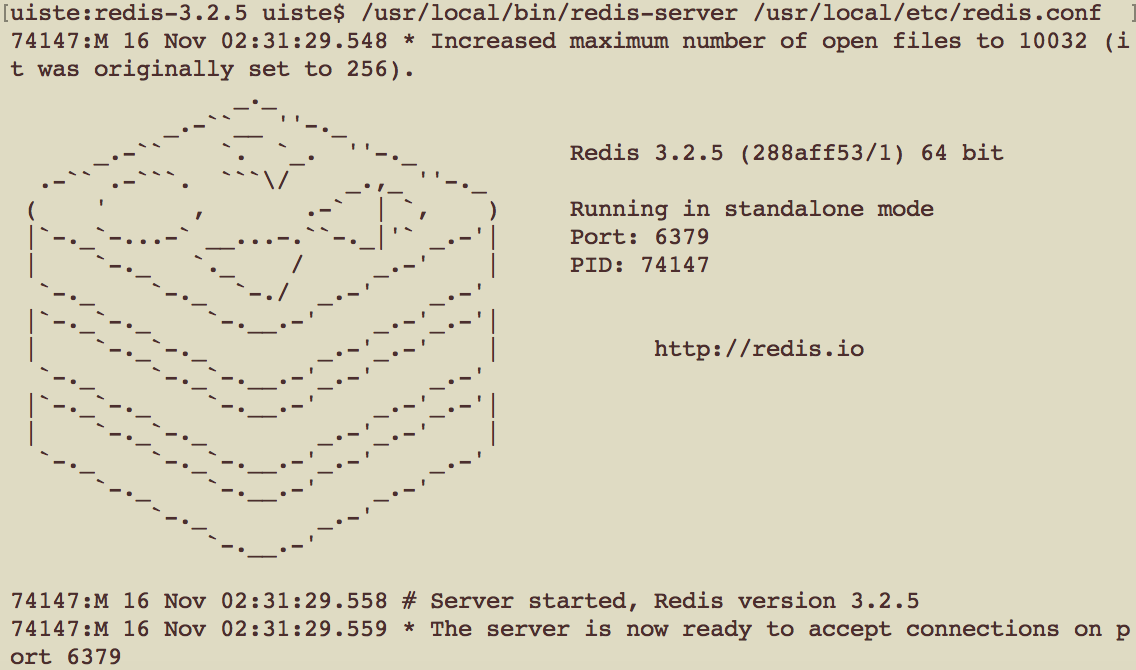 uiste:redis-3.2.5 uiste$ /usr/local/bin/redis-server /usr/local/etc/redis.conf
74147:M 16 Nov 02:31:29.548 * Increased maximum number of open files to 10032 (i
t was originally set to 256).
Redis 3.2.5 (288aff53/1) 64 bit
Running in standalone mode
Port: 6379
PID: 74147
http://redis.io
74147:M 16 Nov 02:31:29.558 # Server started, Redis version 3.2.5
74147:M 16 Nov 02:31:29.559 * The server is now ready to accept connections on p
ort 6379